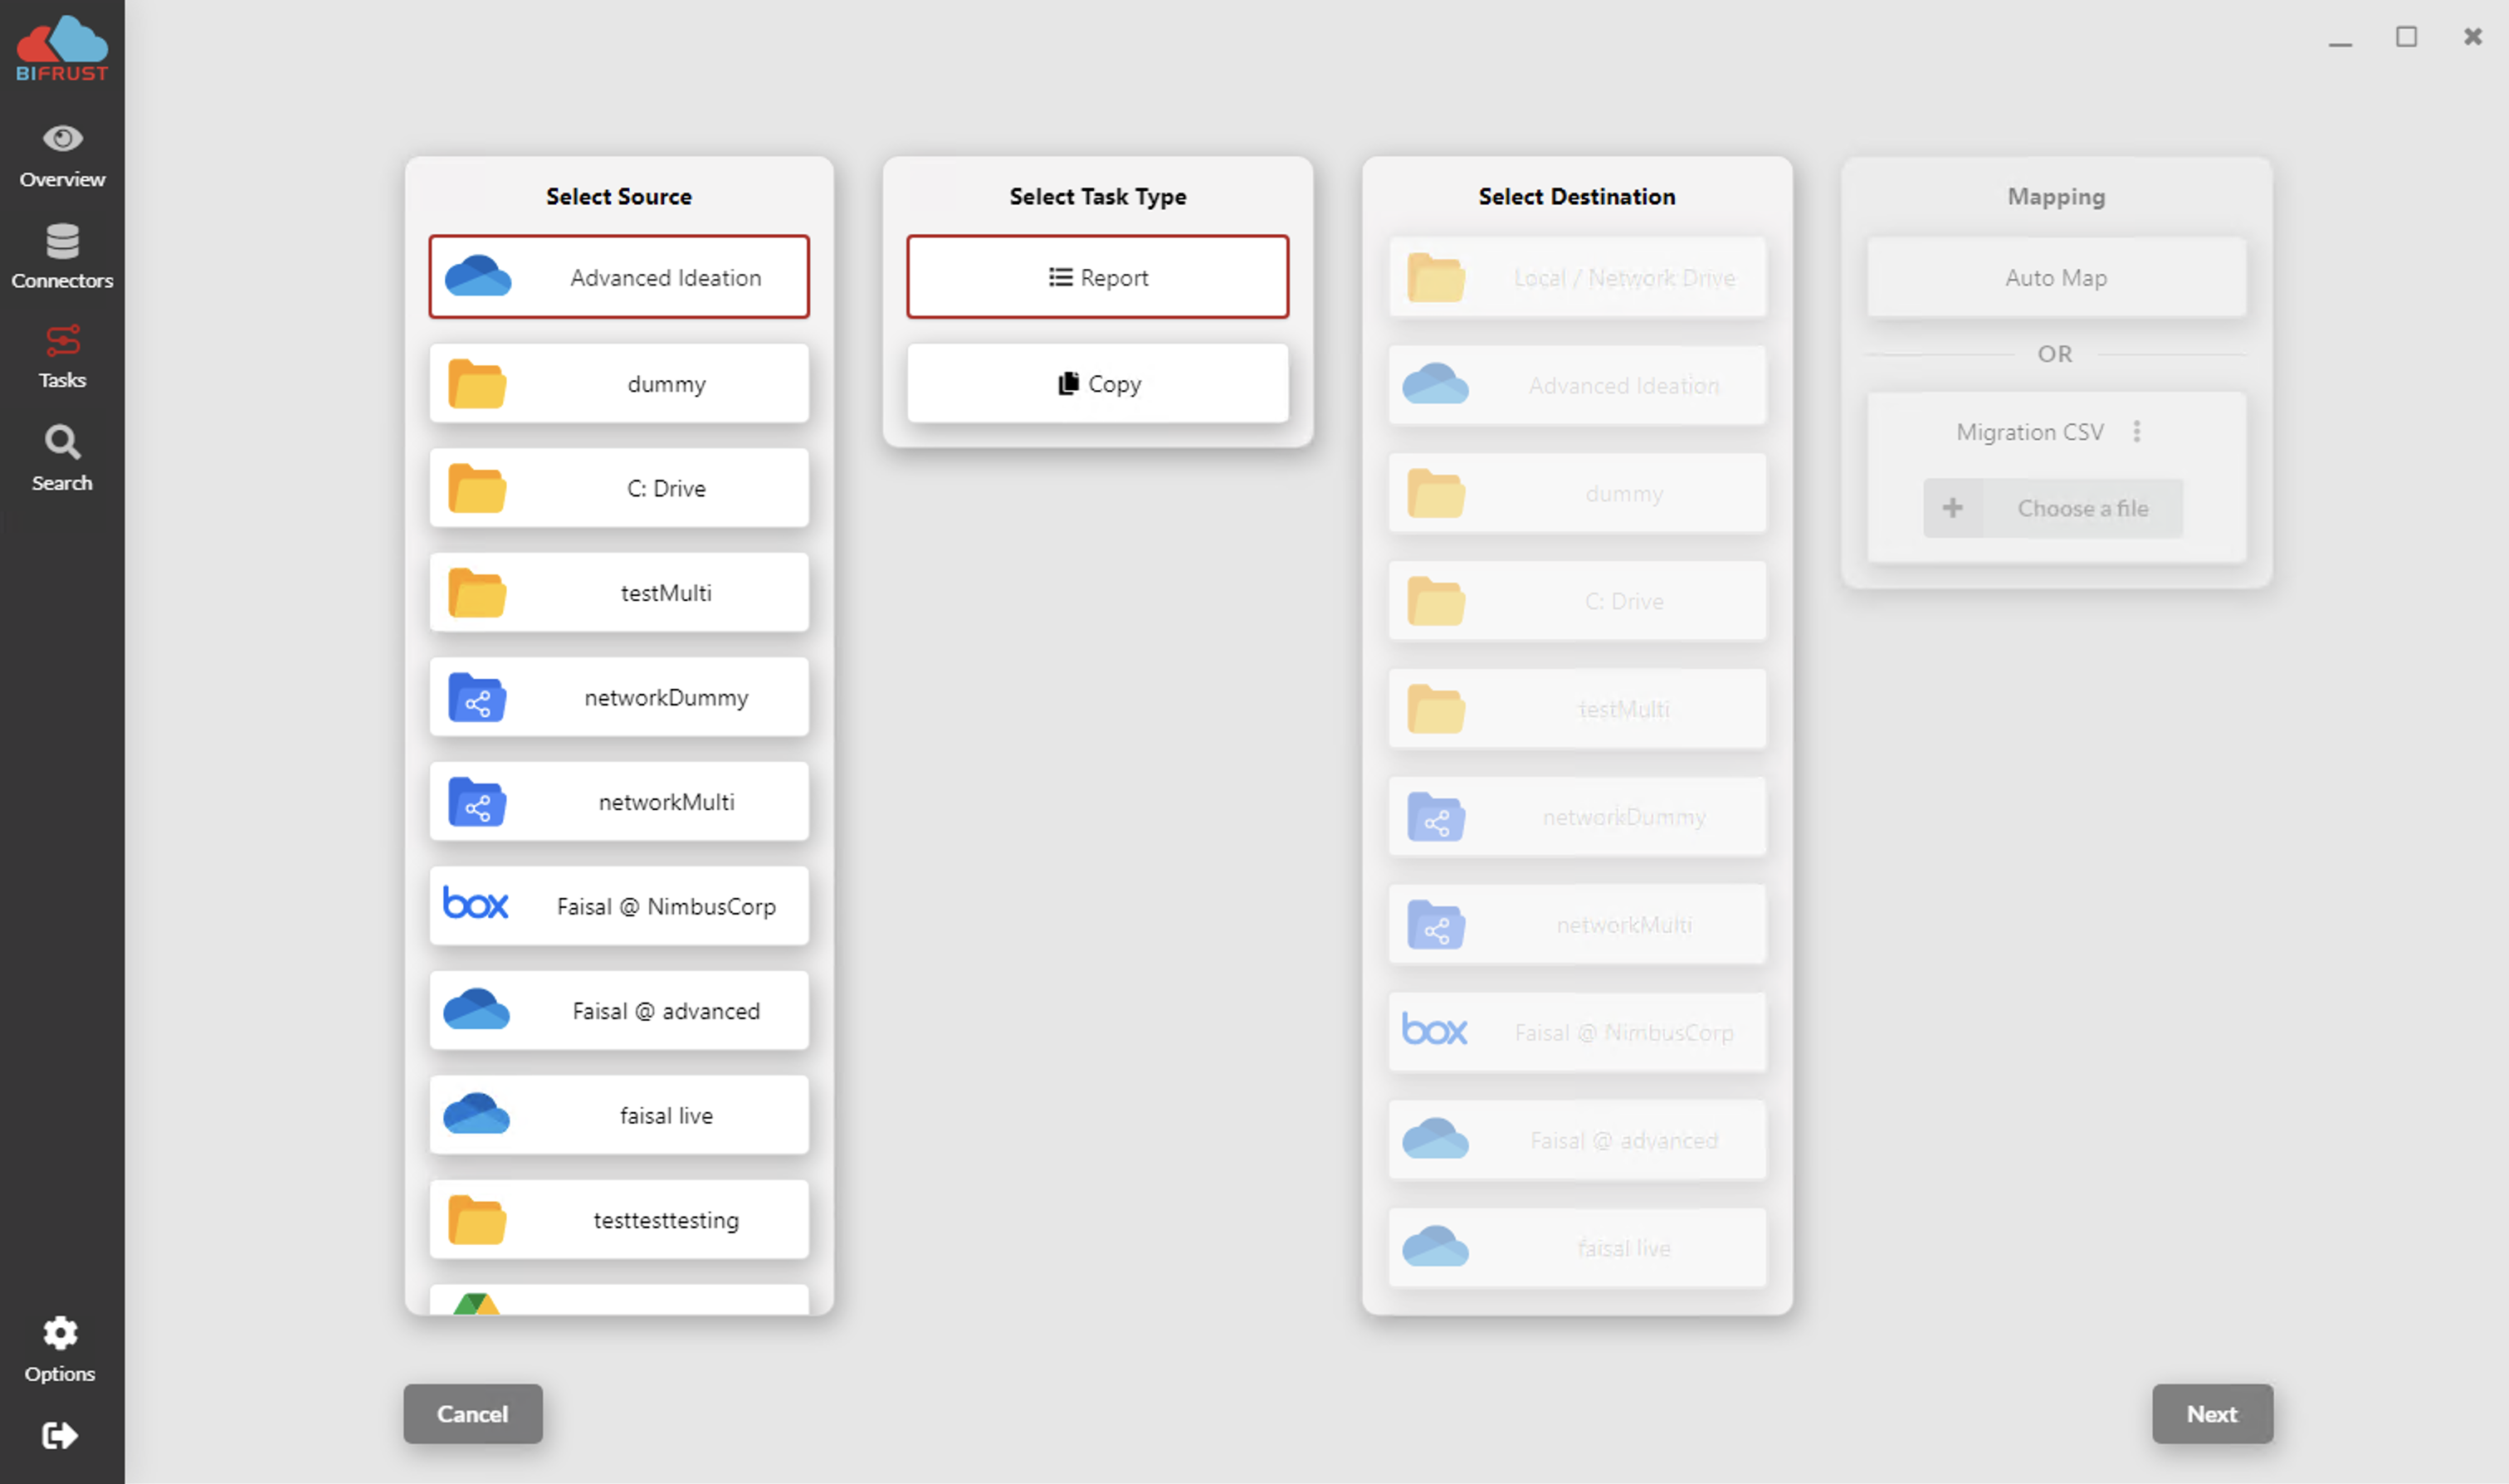 BIFRUST
Overview
Connectors
Tasks
Search
Options
Select Source
Advanced Ideation
dummy
C: Drive
testMulti
networkDummy
networkMulti
box Faisal @ NimbusCorp
Faisal @ advanced
faisal live
testtesttesting
Select Task Type
Report
Copy
Select Destination
Local / Network Drive
Advanced Ideation
dummy
C: Drive
testMulti
networkDummy
networkMulti
box Faisal @ NimbusCorp
Faisal @ advanced
faisal live
Mapping
Auto Map
OR
Migration CSV
+ Choose a file
Cancel
Next